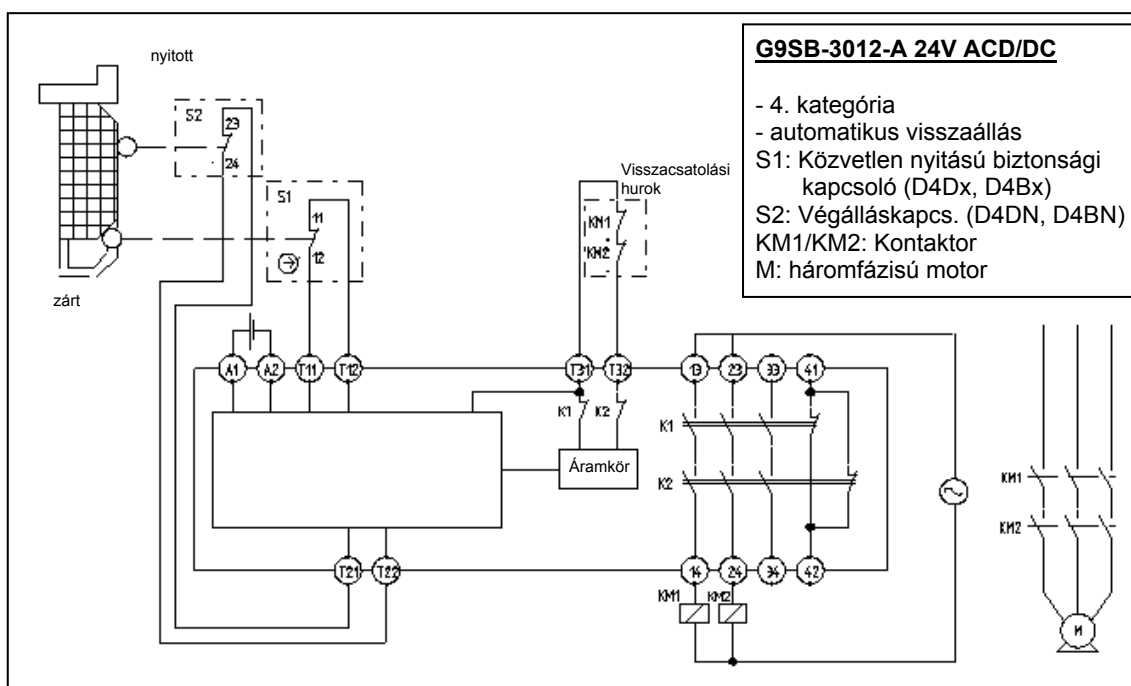 nyitott
G9SB-3012-A 24V ACD/DC
- 4. kategória
- automatikus visszaállás
S1: Közvetlen nyitású biztonsági
kapcsoló (D4Dx, D4Bx)
S2: Végálláskapcs. (D4DN, D4BN)
KM1/KM2: Kontaktor
M: háromfázisú motor
S2
23
24
S1
11
12
Visszacsatolási
hurok
KM1
KM2
zárt
A1 A2 T11 T12 T31 T32 13 23 33 41
K1 K2 K1
Áramkör
K2
KM1
KM2
T21 T22 14 24 34 42
KM1 KM2
M